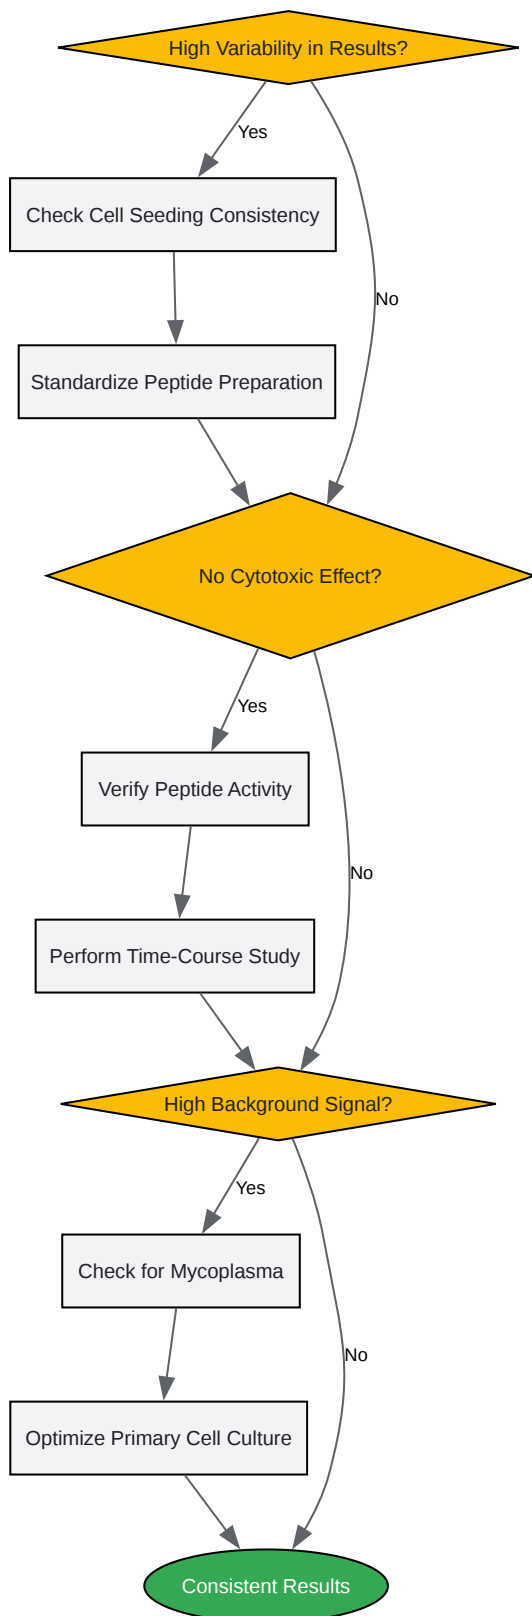 High Variability in Results?
Yes
Check Cell Seeding Consistency
No
Standardize Peptide Preparation
No Cytotoxic Effect?
Yes
Verify Peptide Activity
No
Perform Time-Course Study
High Background Signal?
Yes
Check for Mycoplasma
No
Optimize Primary Cell Culture
Consistent Results